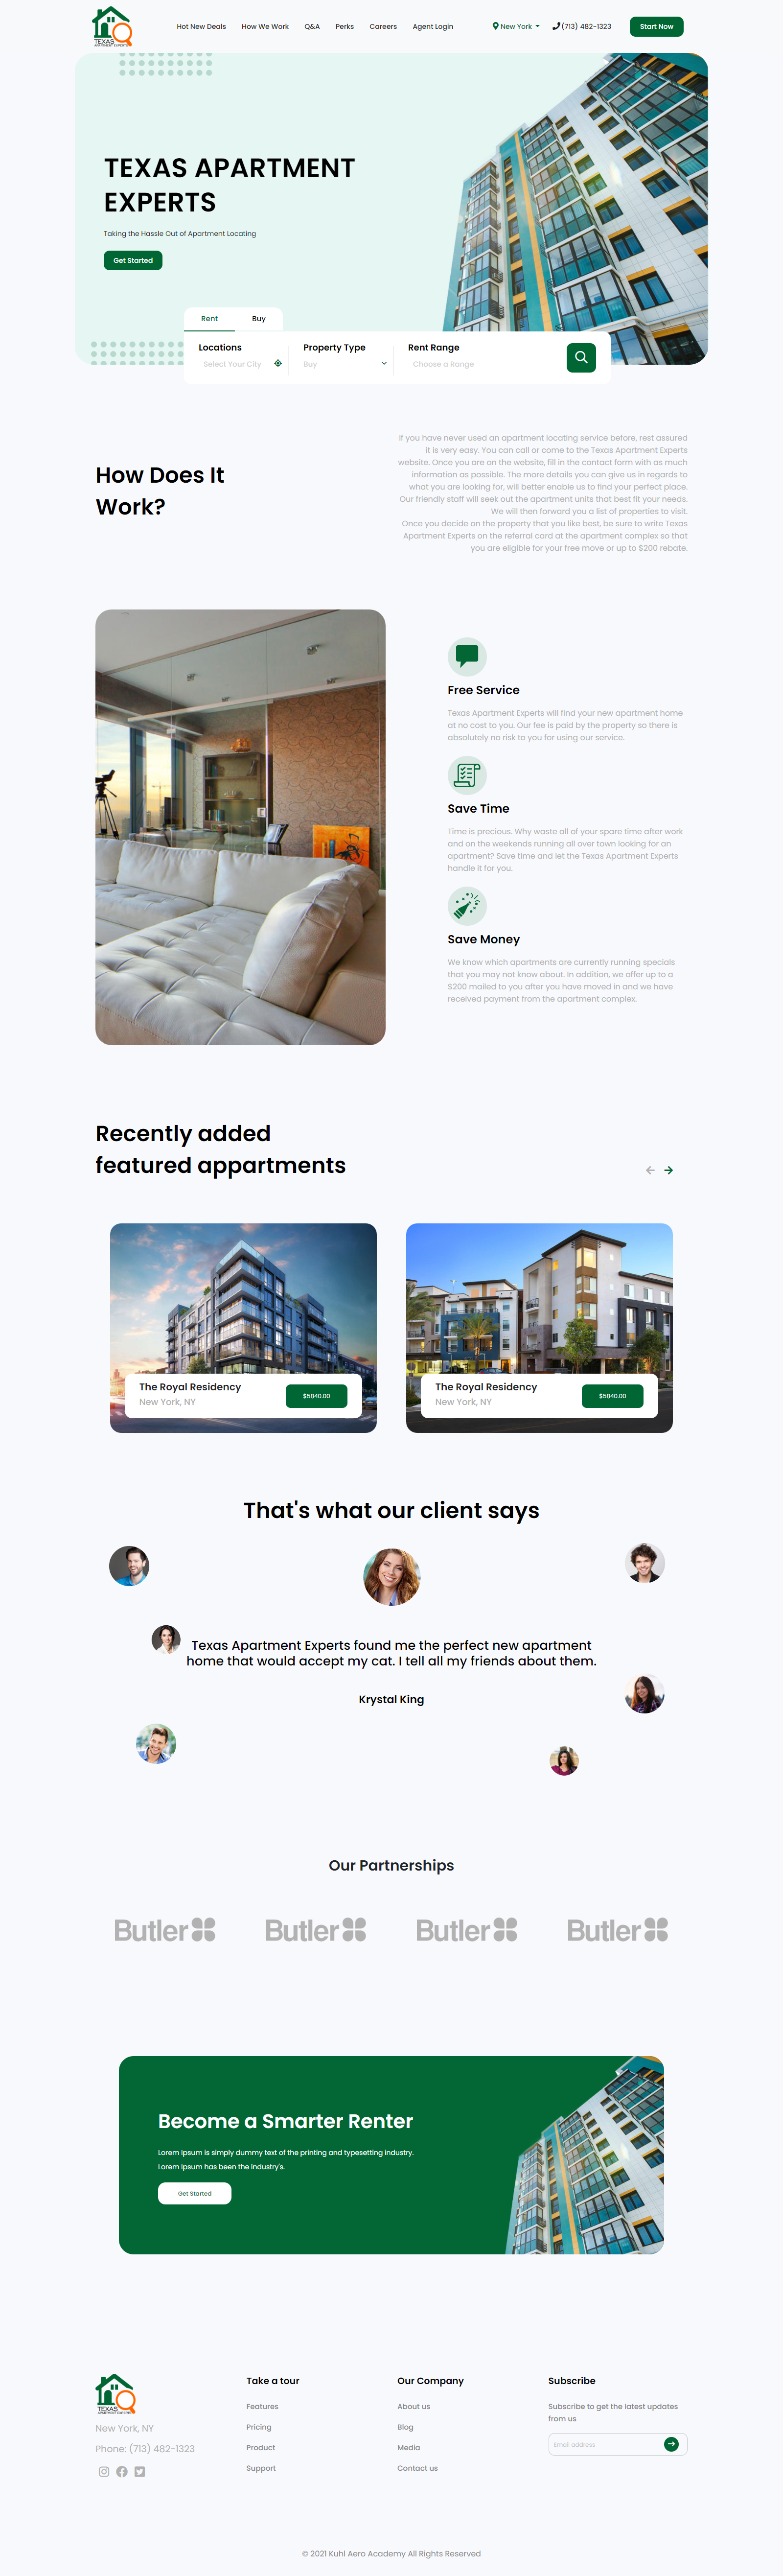 TEXAS
APARTMENT EXPERTS
Hot New Deals
How We Work
Q&A
Perks
Careers
Agent Login
New York
(713) 482-1323
Start Now
TEXAS APARTMENT
EXPERTS
Taking the Hassle Out of Apartment Locating
Get Started
Rent
Buy
Locations
Property Type
Rent Range
Select Your City
Buy
Choose a Range
How Does It
Work?
If you have never used an apartment locating service before, rest assured
it is very easy. You can call or come to the Texas Apartment Experts
website. Once you are on the website, fill in the contact form with as much
information as possible. The more details you can give us in regards to
what you are looking for, will better enable us to find your perfect place.
Our friendly staff will seek out the apartment units that best fit your needs.
We will then forward you a list of properties to visit.
Once you decide on the property that you like best, be sure to write Texas
Apartment Experts on the referral card at the apartment complex so that
you are eligible for your free move or up to $200 rebate.
Free Service
Texas Apartment Experts will find your new apartment home
at no cost to you. Our fee is paid by the property so there is
absolutely no risk to you for using our service.
Save Time
Time is precious. Why waste all of your spare time after work
and on the weekends running all over town looking for an
apartment? Save time and let the Texas Apartment Experts
handle it for you.
Save Money
We know which apartments are currently running specials
that you may not know about. In addition, we offer up to a
$200 mailed to you after you have moved in and we have
received payment from the apartment complex.
Recently added
featured appartments
The Royal Residency
New York, NY
$5840.00
The Royal Residency
New York, NY
$5840.00
That's what our client says
Texas Apartment Experts found me the perfect new apartment
home that would accept my cat. I tell all my friends about them.
Krystal King
Our Partnerships
Butler
Butler
Butler
Butler
Become a Smarter Renter
Lorem Ipsum is simply dummy text of the printing and typesetting industry.
Lorem Ipsum has been the industry's.
Get Started
TEXAS
APARTMENT EXPERTS
New York, NY
Phone: (713) 482-1323
Take a tour
Features
Pricing
Product
Support
Our Company
About us
Blog
Media
Contact us
Subscribe
Subscribe to get the latest updates
from us
Email address
© 2021 Kuhl Aero Academy All Rights Reserved